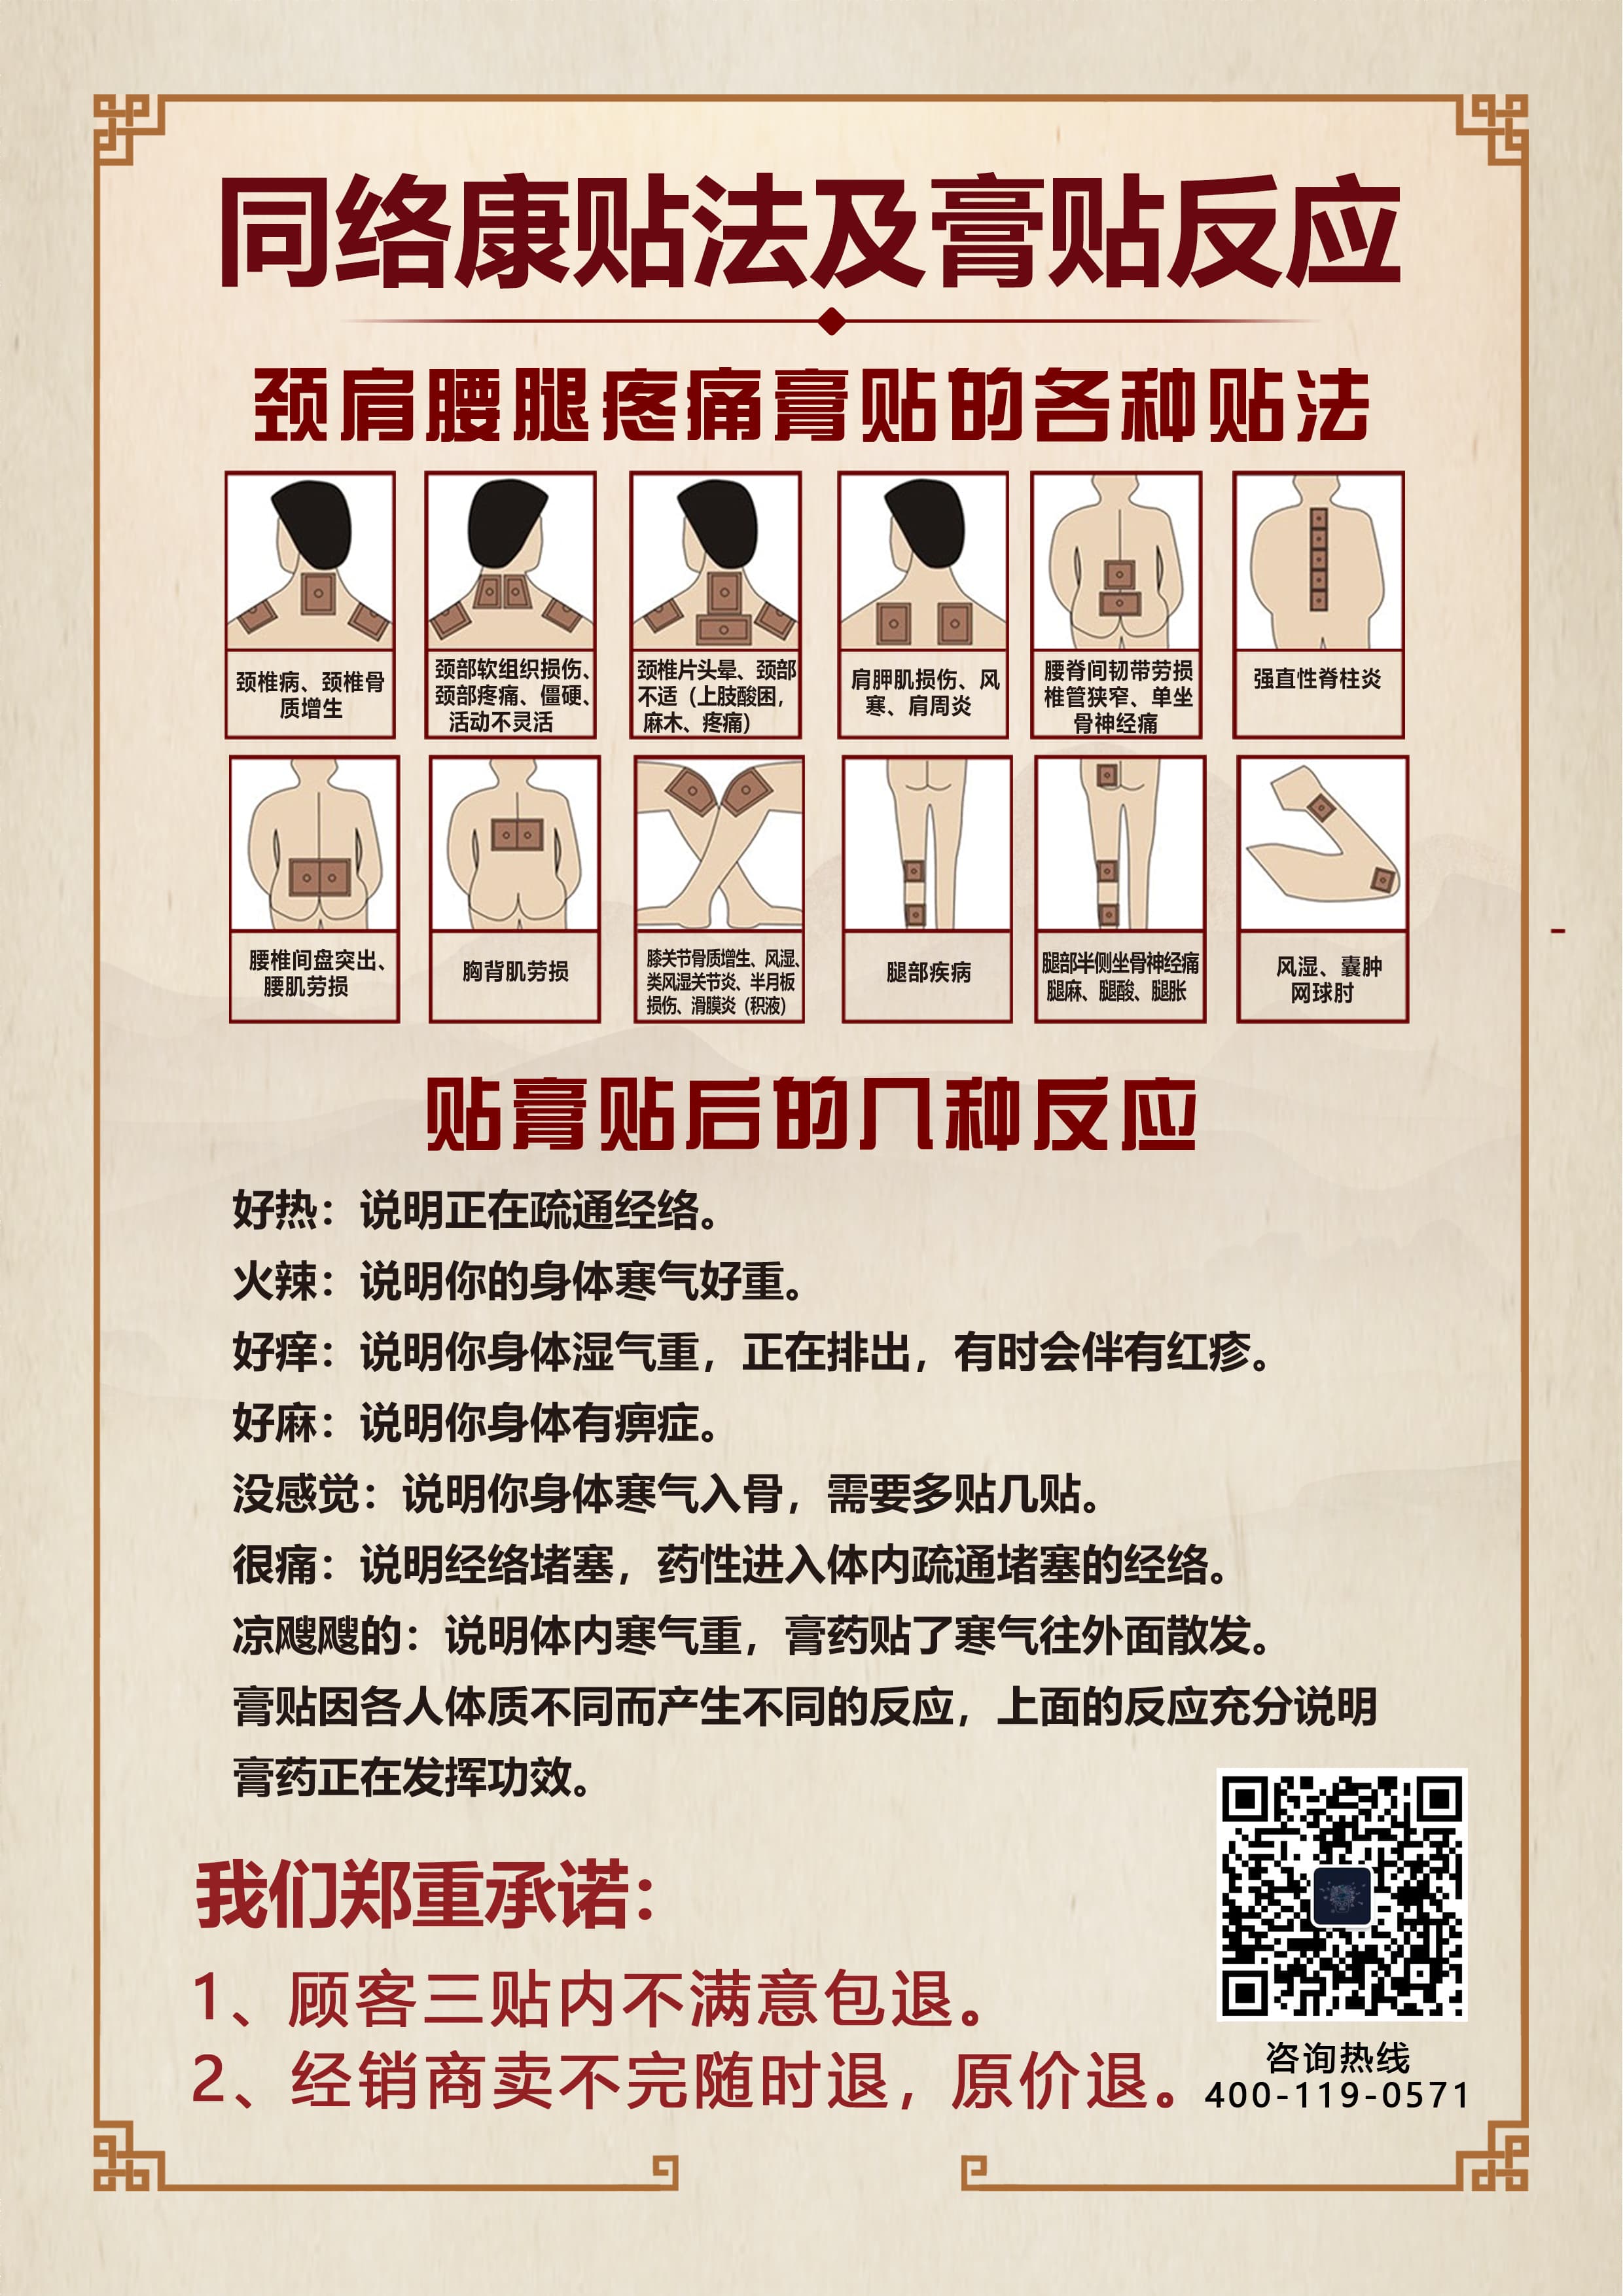 同络康贴法及膏贴反应
颈肩腰腿疼痛膏贴的各种贴法
颈椎病、颈椎骨
质增生
颈部软组织损伤、
颈部疼痛、僵硬、
活动不灵活
颈椎片头晕、颈部
不适（上肢酸困，
麻木、疼痛）
肩胛肌损伤、风
寒、肩周炎
腰脊间韧带劳损
椎管狭窄、单坐
骨神经痛
强直性脊柱炎
腰椎间盘突出、
腰肌劳损
胸背肌劳损
膝关节骨质增生、风湿、
类风湿关节炎、半月板
损伤、滑膜炎（积液）
腿部疾病
腿部半侧坐骨神经痛
腿麻、腿酸、腿胀
风湿、囊肿
网球肘
贴膏贴后的几种反应
好热：说明正在疏通经络。
火辣：说明你的身体寒气好重。
好痒：说明你身体湿气重，正在排出，有时会伴有红疹。
好麻：说明你身体有痹症。
没感觉：说明你身体寒气入骨，需要多贴几贴。
很痛：说明经络堵塞，药性进入体内疏通堵塞的经络。
凉飕飕的：说明体内寒气重，膏药贴了寒气往外面散发。
膏贴因各人体质不同而产生不同的反应，上面的反应充分说明
膏药正在发挥功效。
我们郑重承诺：
1、顾客三贴内不满意包退。
2、经销商卖不完随时退，原价退。
咨询热线
400-119-0571